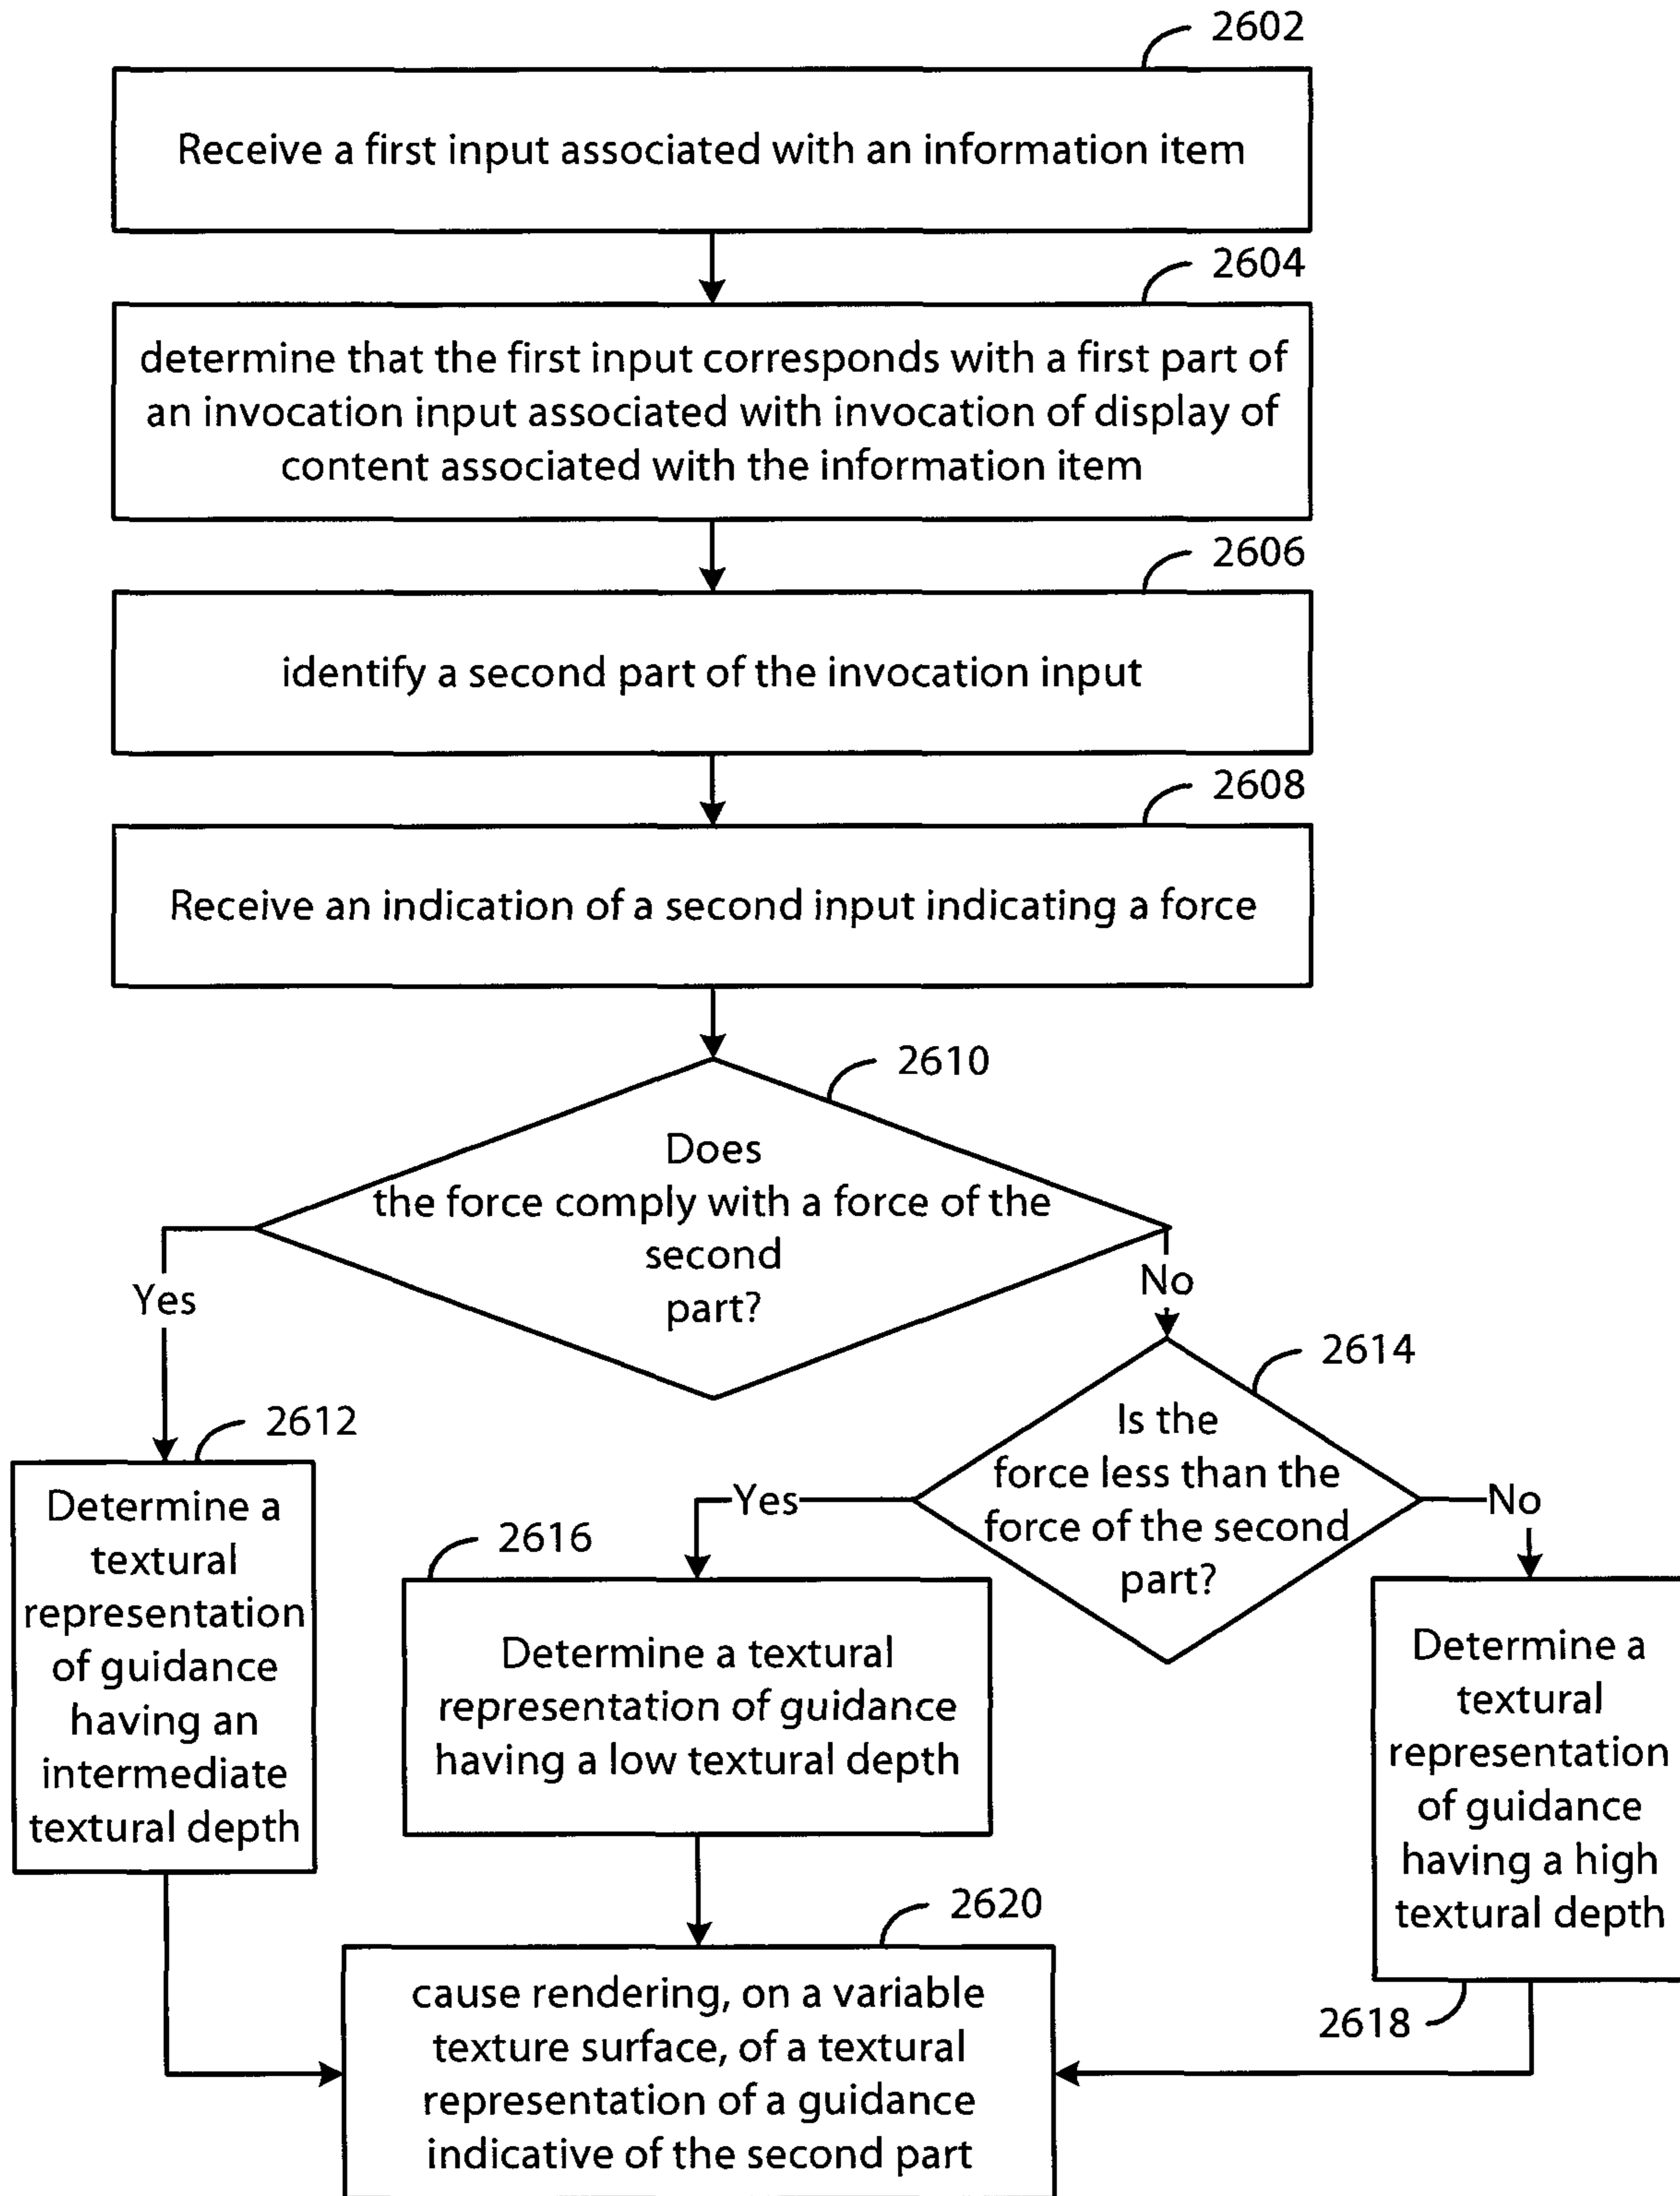 2602
Receive a first input associated with an information item
2604
determine that the first input corresponds with a first part of
an invocation input associated with invocation of display of
content associated with the information item
2606
identify a second part of the invocation input
2608
Receive an indication of a second input indicating a force
2610
Does
the force comply with a force of the
second
part?
Yes
No
2614
Is the
force less than the
force of the second
part?
Yes
No
2612
Determine a
textural
representation
of guidance
having an
intermediate
textural depth
2616
Determine a textural
representation of guidance
having a low textural depth
Determine a
textural
representation
of guidance
having a high
textural depth
2618
2620
cause rendering, on a variable
texture surface, of a textural
representation of a guidance
indicative of the second part